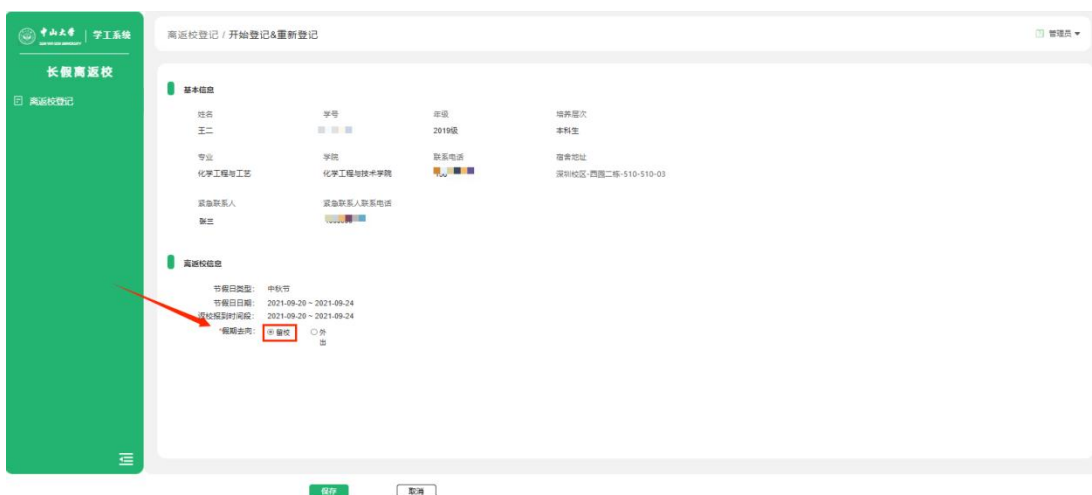 中山大学 | 学工系统
离返校登记 / 开始登记&重新登记
管理员
长假离返校
离返校登记
基本信息
姓名 学号 年级 培养层次
王二 2019级 本科生
专业 学院 联系电话 宿舍地址
化学工程与工艺 化学工程与技术学院 深圳校区-西园二栋-510-510-03
紧急联系人 紧急联系人联系电话
张三
离返校信息
节假日类型： 中秋节
节假日日期： 2021-09-20 ~ 2021-09-24
返校报到时间段： 2021-09-20 ~ 2021-09-24
*假期去向： 留校 外
出
保存 取消